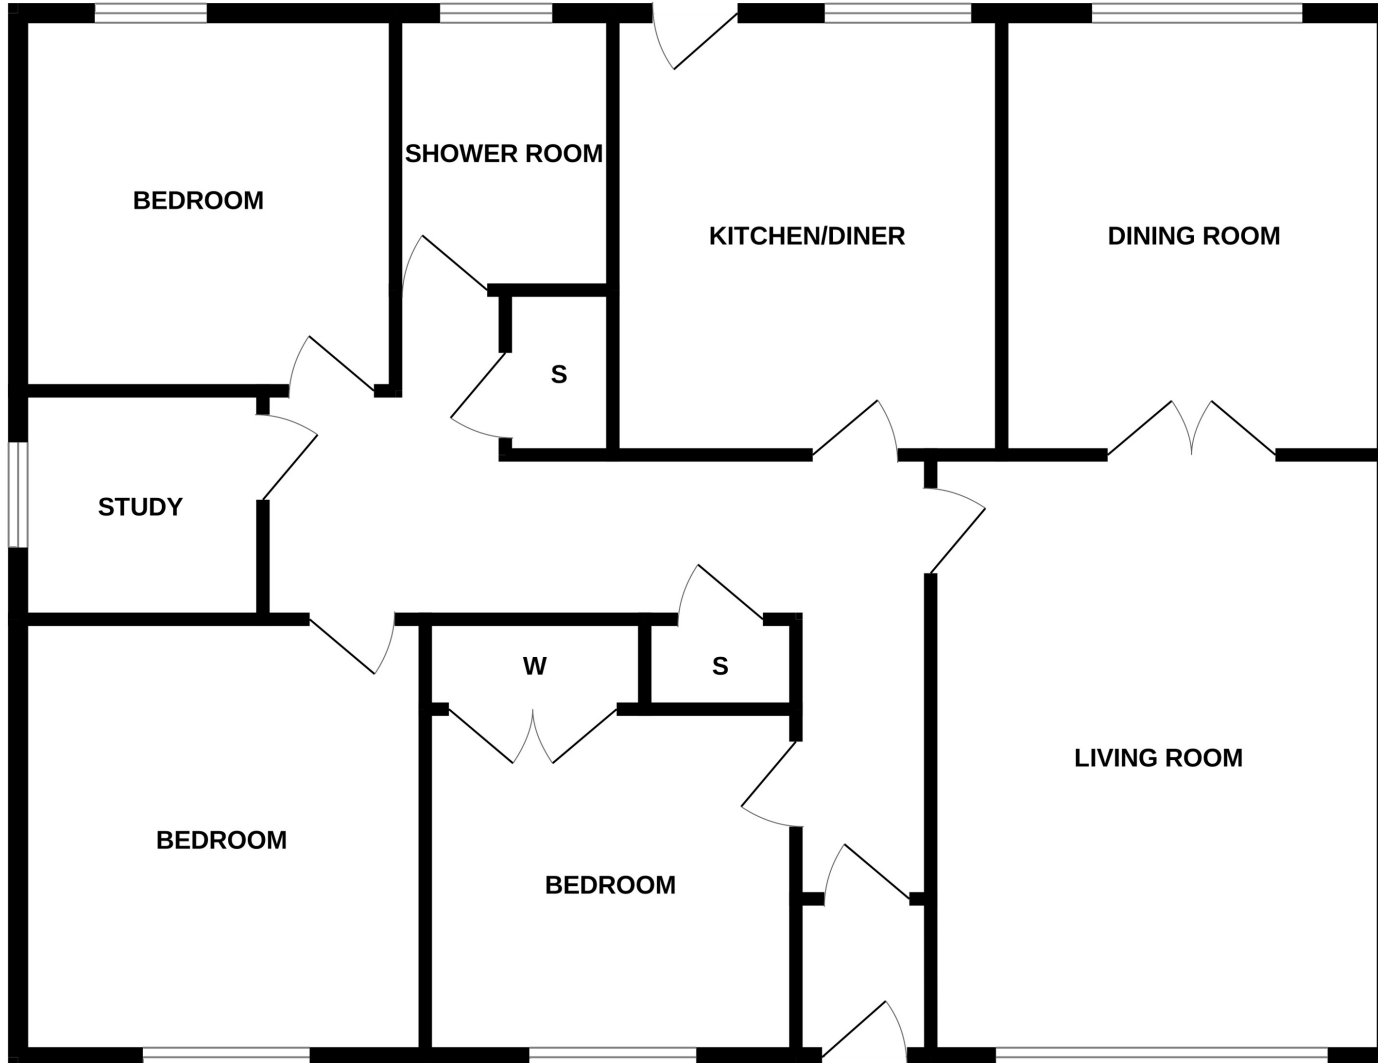 SHOWER ROOM
BEDROOM
KITCHEN/DINER
DINING ROOM
S
STUDY
W
S
LIVING ROOM
BEDROOM
BEDROOM